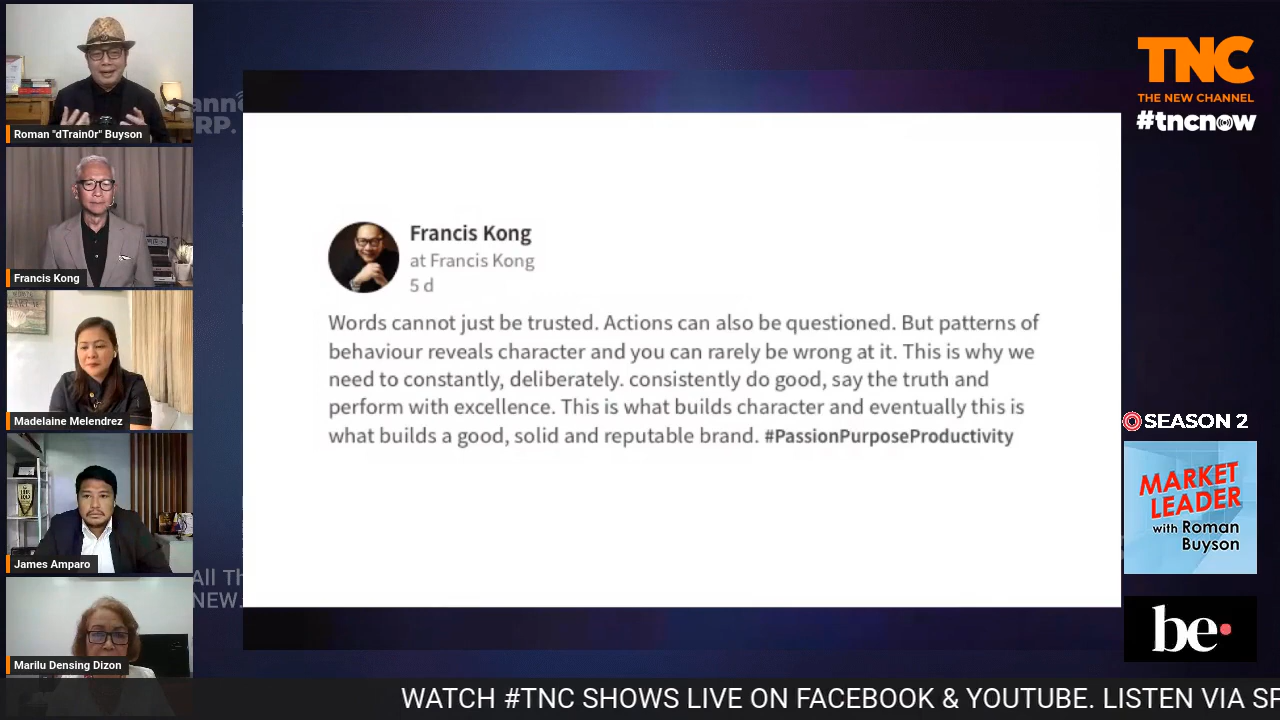 Roman "dTrain0r" Buyson
Francis Kong
Madelaine Melendrez
James Amparo
Marilu Densing Dizon
RP.
All
NEW.
Francis Kong
at Francis Kong
5 d
Words cannot just be trusted. Actions can also be questioned. But patterns of
behaviour reveals character and you can rarely be wrong at it. This is why we
need to constantly, deliberately. consistently do good, say the truth and
perform with excellence. This is what builds character and eventually this is
what builds a good, solid and reputable brand. #PassionPurposeProductivity
TNC
THE NEW CHANNEL
#tncnow
SEASON 2
MARKET
LEADER
with Roman
Buyson
be
WATCH #TNC SHOWS LIVE ON FACEBOOK & YOUTUBE. LISTEN VIA